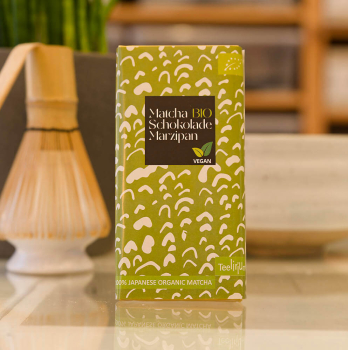 Matcha BIO
Schokolade
Marzipan
VEGAN
100% JAPANESE ORGANIC MATCHA